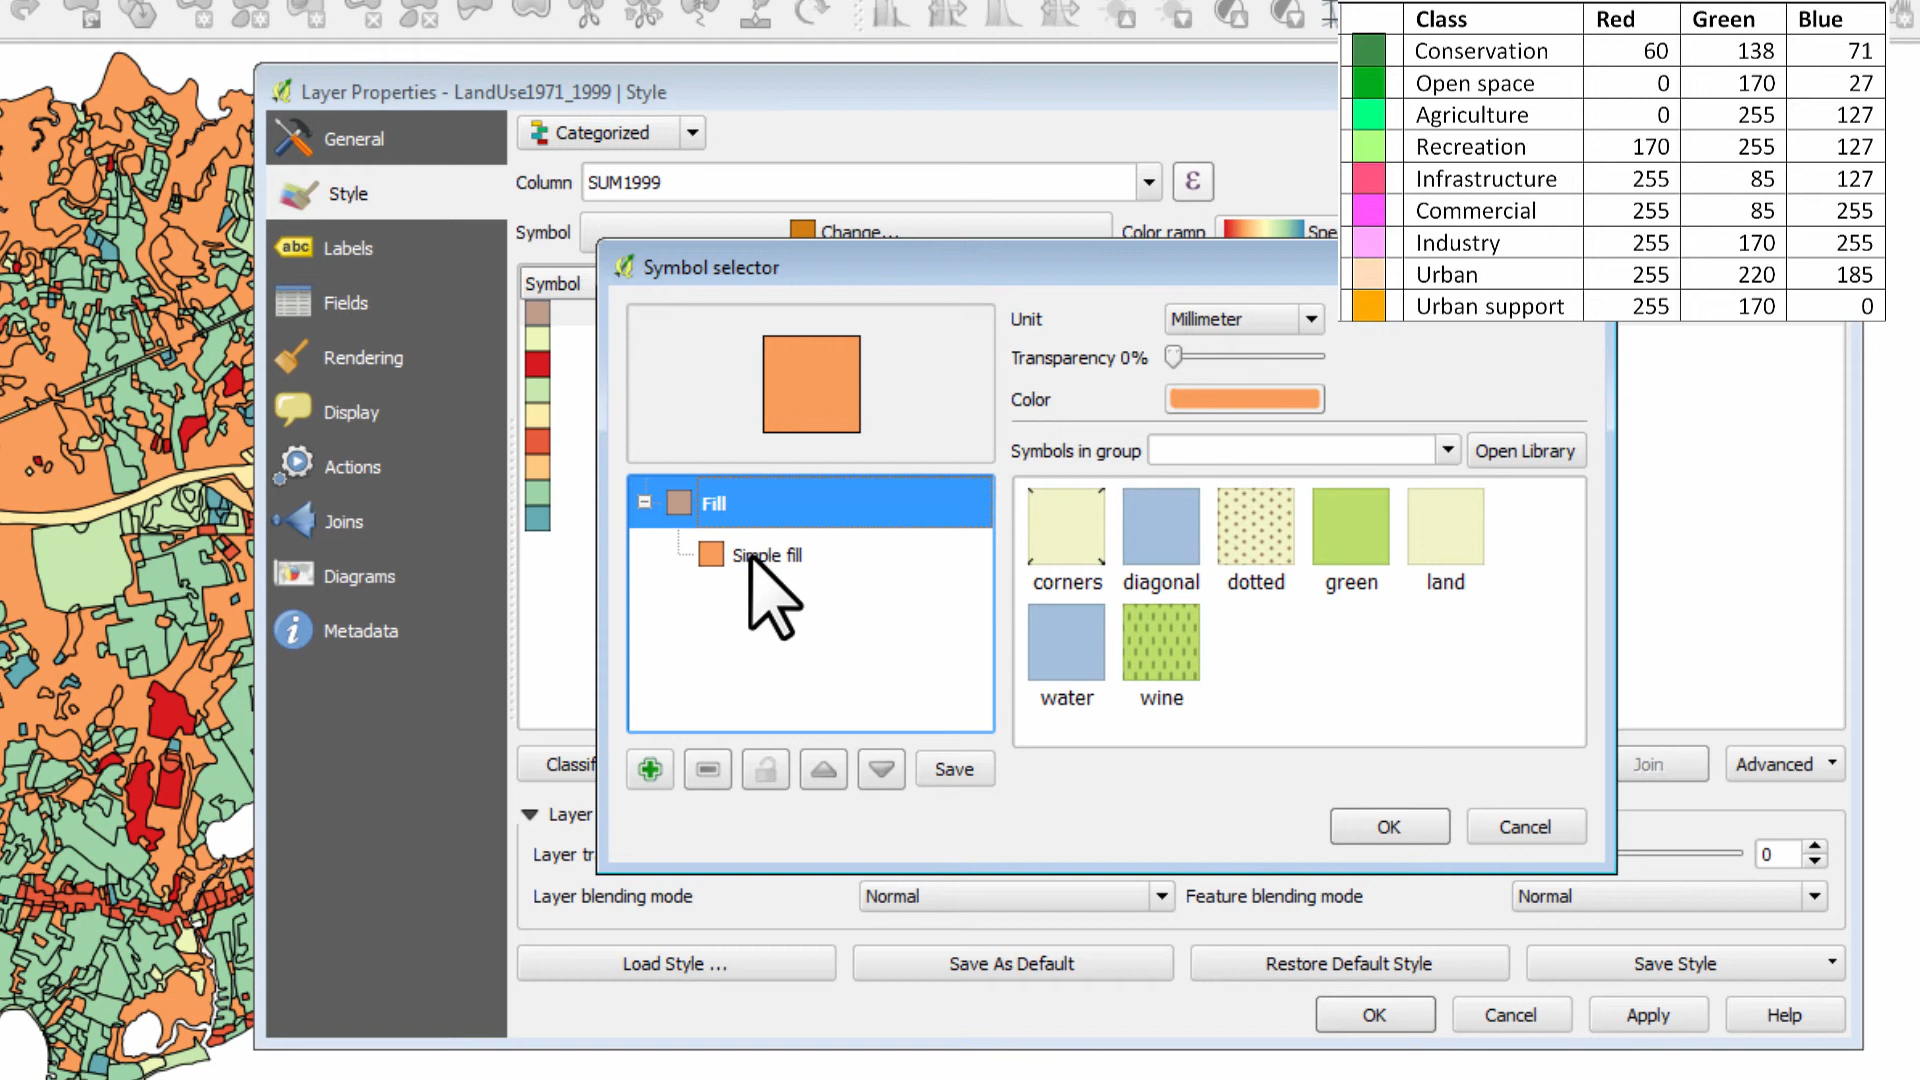 Class Red Green Blue
Conservation 60 138 71
Open space 0 170 27
Agriculture 0 255 127
Recreation 170 255 127
Infrastructure 255 85 127
Commercial 255 85 255
Industry 255 170 255
Urban 255 220 185
Urban support 255 170 0
Layer Properties - LandUse1971_1999 | Style
General
Style
abc Labels
Fields
Rendering
Display
Actions
Joins
Diagrams
Metadata
Categorized
Column SUM1999 ε
Symbol Change... Color ramp Spe
Symbol
Symbol selector
Unit Millimeter
Transparency 0%
Color
Symbols in group Open Library
Fill
Simple fill
corners diagonal dotted green land
water wine
Save
OK Cancel
Classif Join Advanced
Layer
Layer tr 0
Layer blending mode Normal Feature blending mode Normal
Load Style ... Save As Default Restore Default Style Save Style
OK Cancel Apply Help